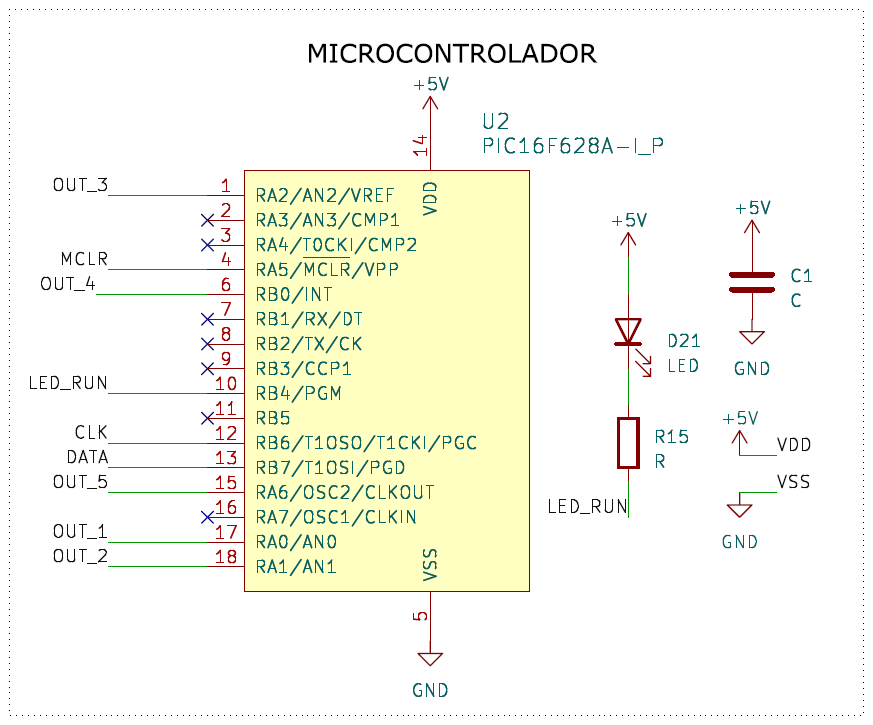 MICROCONTROLADOR
+5V
U2
PIC16F628A-I_P
14
VDD
OUT_3 1 RA2/AN2/VREF
2 RA3/AN3/CMP1
3 RA4/T0CKI/CMP2
MCLR 4 RA5/MCLR/VPP
OUT_4 6 RB0/INT
7 RB1/RX/DT
8 RB2/TX/CK
9 RB3/CCP1
LED_RUN 10 RB4/PGM
11 RB5
CLK 12 RB6/T1OSO/T1CKI/PGC
DATA 13 RB7/T1OSI/PGD
OUT_5 15 RA6/OSC2/CLKOUT
16 RA7/OSC1/CLKIN
OUT_1 17 RA0/AN0
OUT_2 18 RA1/AN1
VSS
5
GND
+5V
D21
LED
R15
R
LED_RUN
+5V
C1
C
GND
+5V
VDD
VSS
GND